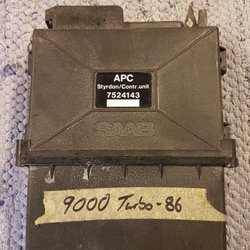 APC
Styrdon/Contr.unit
7524143
SAAB
9000 Turbo-86